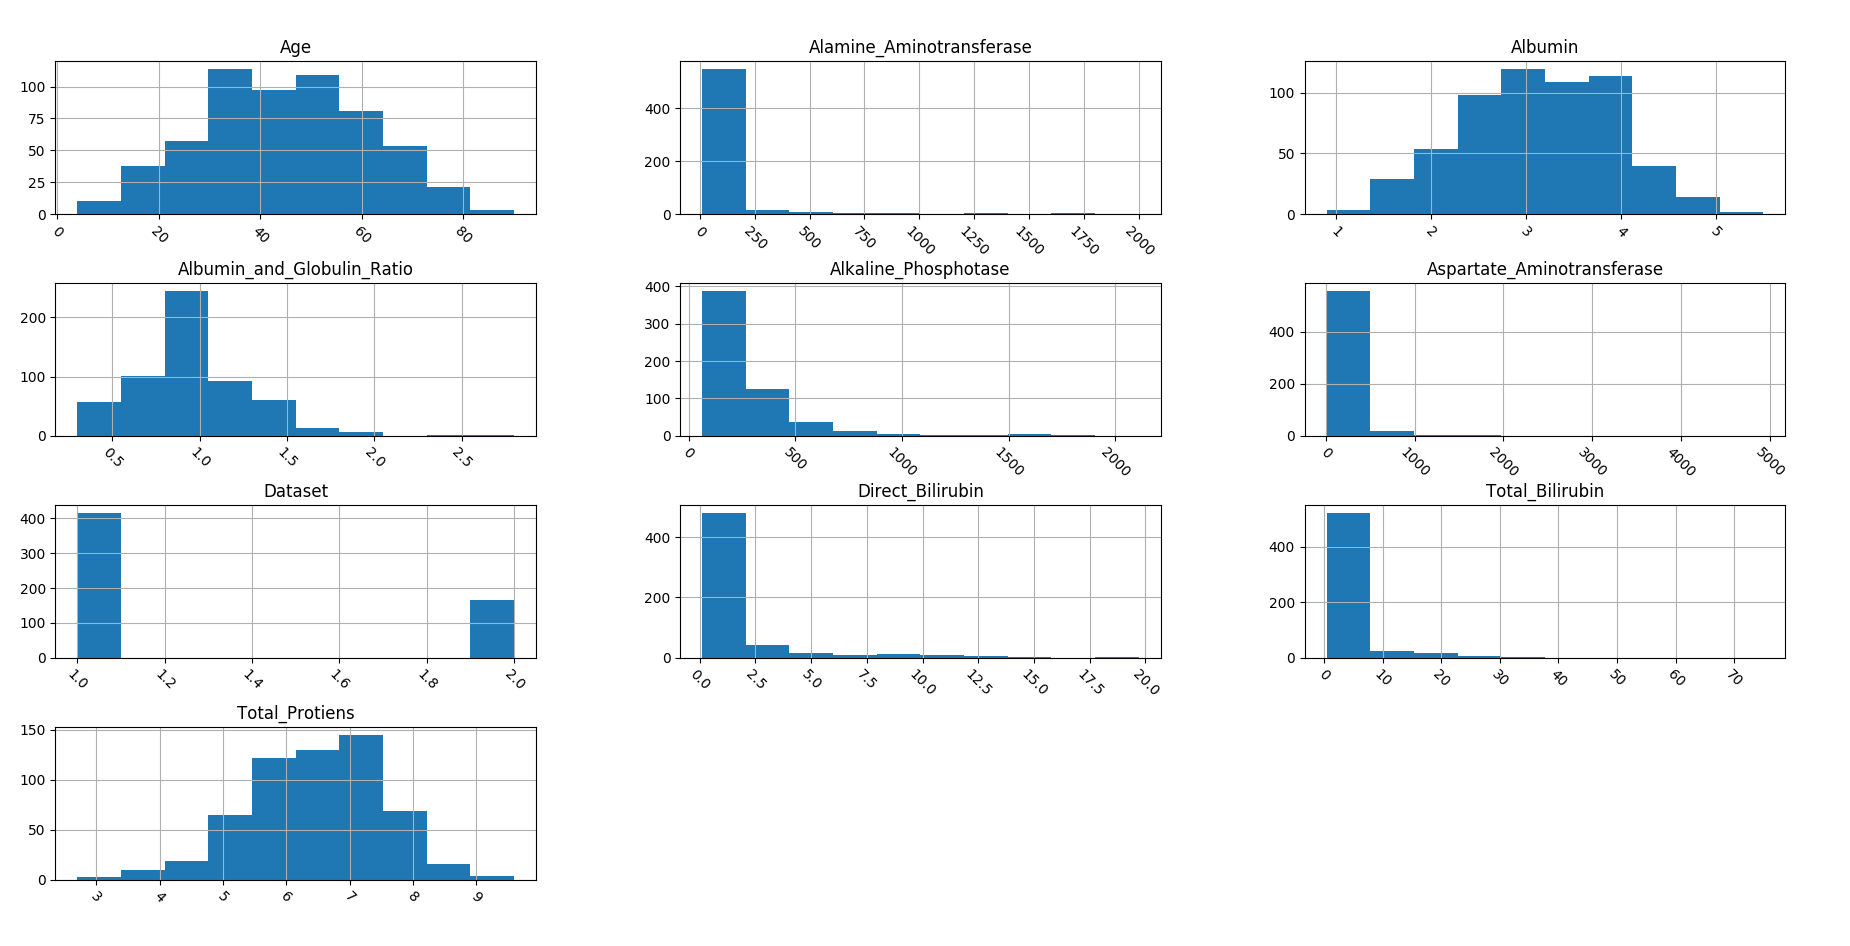 Age
100
75
50
25
0
0 20 40 60 80
Alamine_Aminotransferase
400
200
0
0 250 500 750 1000 1250 1500 1750 2000
Albumin
100
50
0
1 2 3 4 5
Albumin_and_Globulin_Ratio
200
100
0
0.5 1.0 1.5 2.0 2.5
Alkaline_Phosphotase
400
300
200
100
0
0 500 1000 1500 2000
Aspartate_Aminotransferase
400
200
0
0 1000 2000 3000 4000 5000
Dataset
400
300
200
100
0
1.0 1.2 1.4 1.6 1.8 2.0
Direct_Bilirubin
400
200
0
0.0 2.5 5.0 7.5 10.0 12.5 15.0 17.5 20.0
Total_Bilirubin
400
200
0
0 10 20 30 40 50 60 70
Total_Protiens
150
100
50
0
3 4 5 6 7 8 9